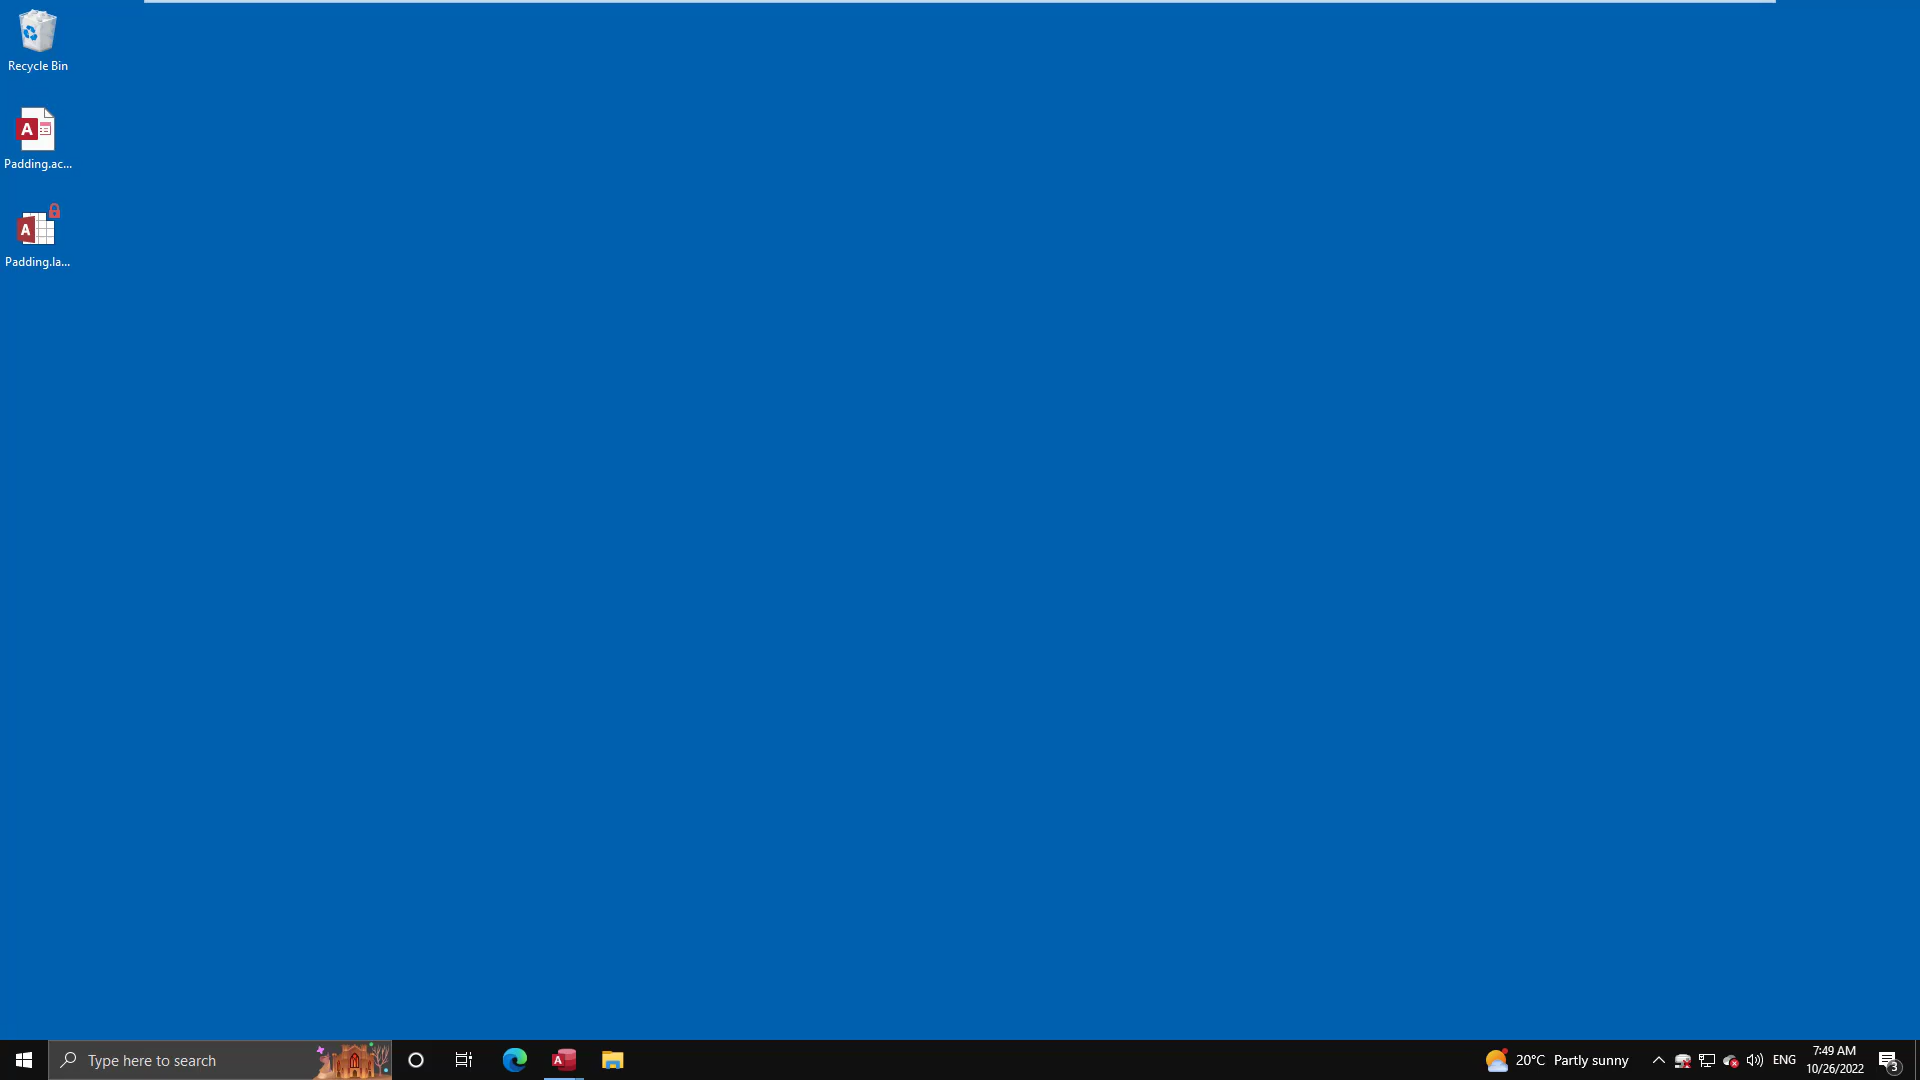 Recycle Bin
Padding.ac...
Padding.la...
Type here to search
20°C Partly sunny
ENG
7:49 AM
10/26/2022
3